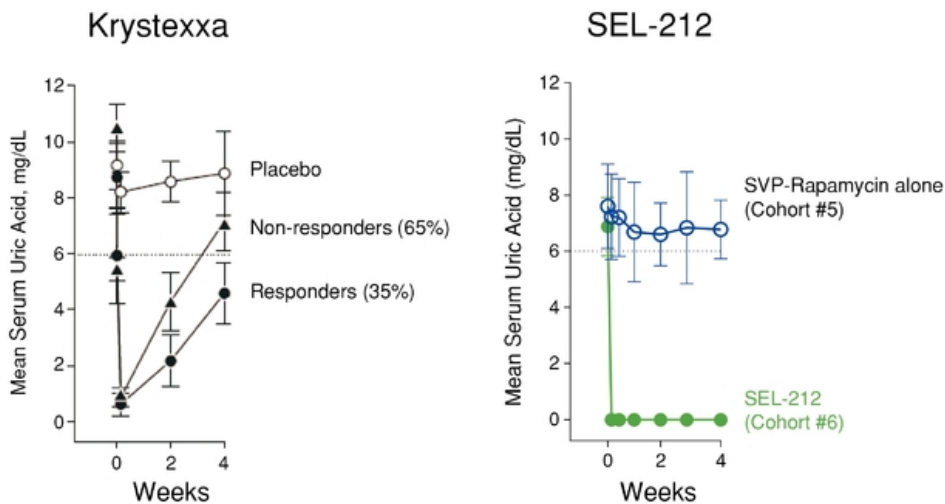 Krystexxa
Mean Serum Uric Acid, mg/dL
12
10
8
6
4
2
0
Placebo
Non-responders (65%)
Responders (35%)
0 2 4
Weeks
SEL-212
Mean Serum Uric Acid (mg/dL)
12
10
8
6
4
2
0
SVP-Rapamycin alone
(Cohort #5)
SEL-212
(Cohort #6)
0 2 4
Weeks